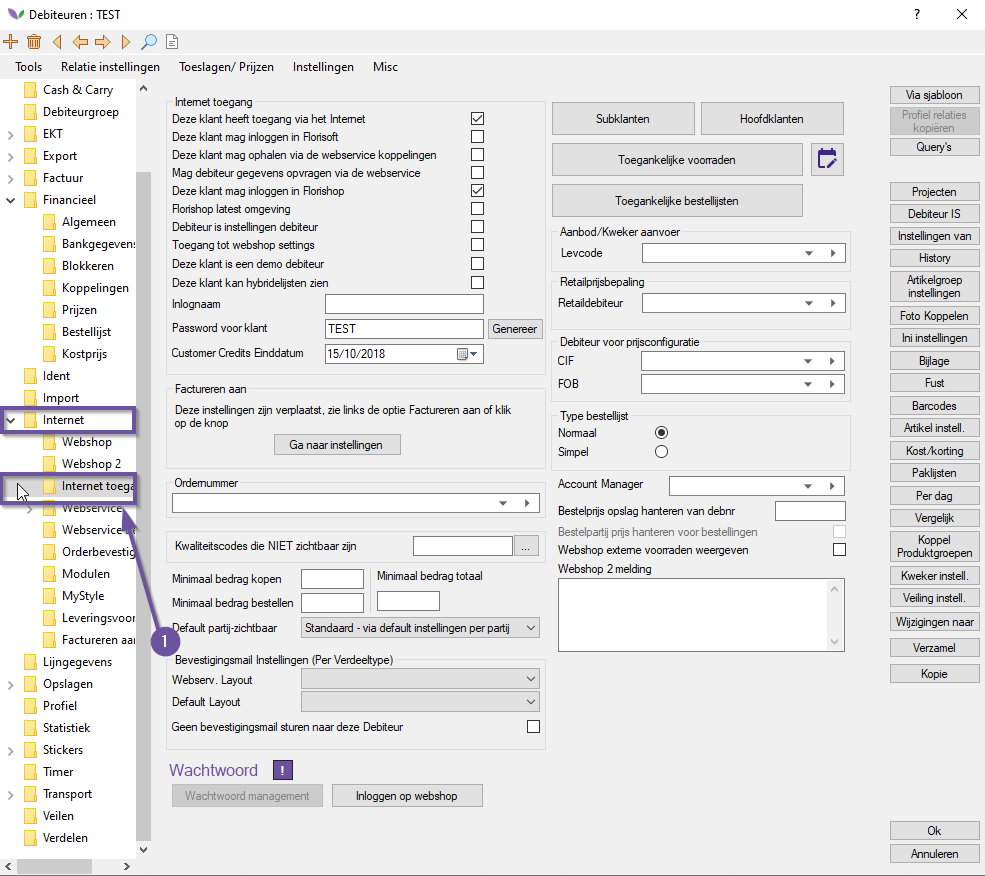 Debiteuren : TEST
?
Tools Relatie instellingen Toeslagen/ Prijzen Instellingen Misc
Cash & Carry
Debiteurgroep
EKT
Export
Factuur
Financieel
Algemeen
Bankgegevens
Blokkeren
Koppelingen
Prijzen
Bestellijst
Kostprijs
Ident
Import
Internet
Webshop
Webshop 2
Internet toega
Webservice
Webservice
Orderbevestig
Modulen
MyStyle
Leveringsvoor
Factureren aan
Lijngegevens
Opslagen
Profiel
Statistiek
Stickers
Timer
Transport
Veilen
Verdelen
1
Internet toegang
Deze klant heeft toegang via het Internet
Deze klant mag inloggen in Florisoft
Deze klant mag ophalen via de webservice koppelingen
Mag debiteur gegevens opvragen via de webservice
Deze klant mag inloggen in Florishop
Florishop latest omgeving
Debiteur is instellingen debiteur
Toegang tot webshop settings
Deze klant is een demo debiteur
Deze klant kan hybridelijsten zien
Inlognaam
Password voor klant TEST Genereer
Customer Credits Einddatum 15/10/2018
Factureren aan
Deze instellingen zijn verplaatst, zie links de optie Factureren aan of klik
op de knop
Ga naar instellingen
Ordernummer
Kwaliteitscodes die NIET zichtbaar zijn ...
Minimaal bedrag kopen Minimaal bedrag totaal
Minimaal bedrag bestellen
Default partij-zichtbaar Standaard - via default instellingen per partij
Bevestigingsmail Instellingen (Per Verdeeltype)
Webserv. Layout
Default Layout
Geen bevestigingsmail sturen naar deze Debiteur
Wachtwoord !
Wachtwoord management Inloggen op webshop
Subklanten Hoofdklanten
Toegankelijke voorraden
Toegankelijke bestellijsten
Aanbod/Kweker aanvoer
Levcode
Retailprijsbepaling
Retaildebiteur
Debiteur voor prijsconfiguratie
CIF
FOB
Type bestellijst
Normaal
Simpel
Account Manager
Bestelprijs opslag hanteren van debnr
Bestelpartij prijs hanteren voor bestellingen
Webshop externe voorraden weergeven
Webshop 2 melding
Via sjabloon
Profiel relaties
kopiëren
Query's
Projecten
Debiteur IS
Instellingen van
History
Artikelgroep
instellingen
Foto Koppelen
Ini instellingen
Bijlage
Fust
Barcodes
Artikel instell.
Kost/korting
Paklijsten
Per dag
Vergelijk
Koppel
Produktgroepen
Kweker instell.
Veiling instell.
Wijzigingen naar
Verzamel
Kopie
Ok
Annuleren